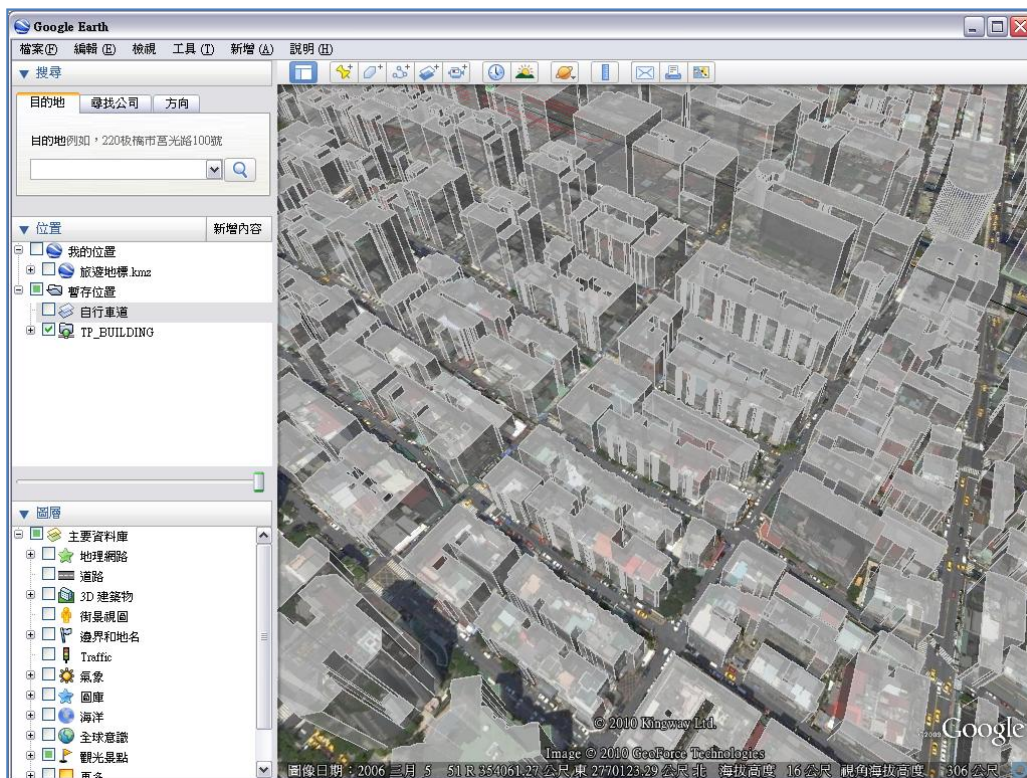 Google Earth
檔案(F) 編輯(E) 檢視 工具(T) 新增(A) 說明(H)
搜尋
目的地 尋找公司 方向
目的地例如,220板橋市莒光路100號
位置 新增內容
我的位置
旅遊地標.kmz
暫存位置
自行車道
TP_BUILDING
圖層
主要資料庫
地理網路
道路
3D 建築物
街景視圖
邊界和地名
Traffic
氣象
圖庫
海洋
全球意識
觀光景點
更多
© 2010 Kingway Ltd.
Image © 2010 GeoForce Technologies
Google
圖像日期:2006 三月 5 51 R 354061.27 公尺 東 2770123.29 公尺 北 海拔高度 16 公尺 視角海拔高度 306 公尺